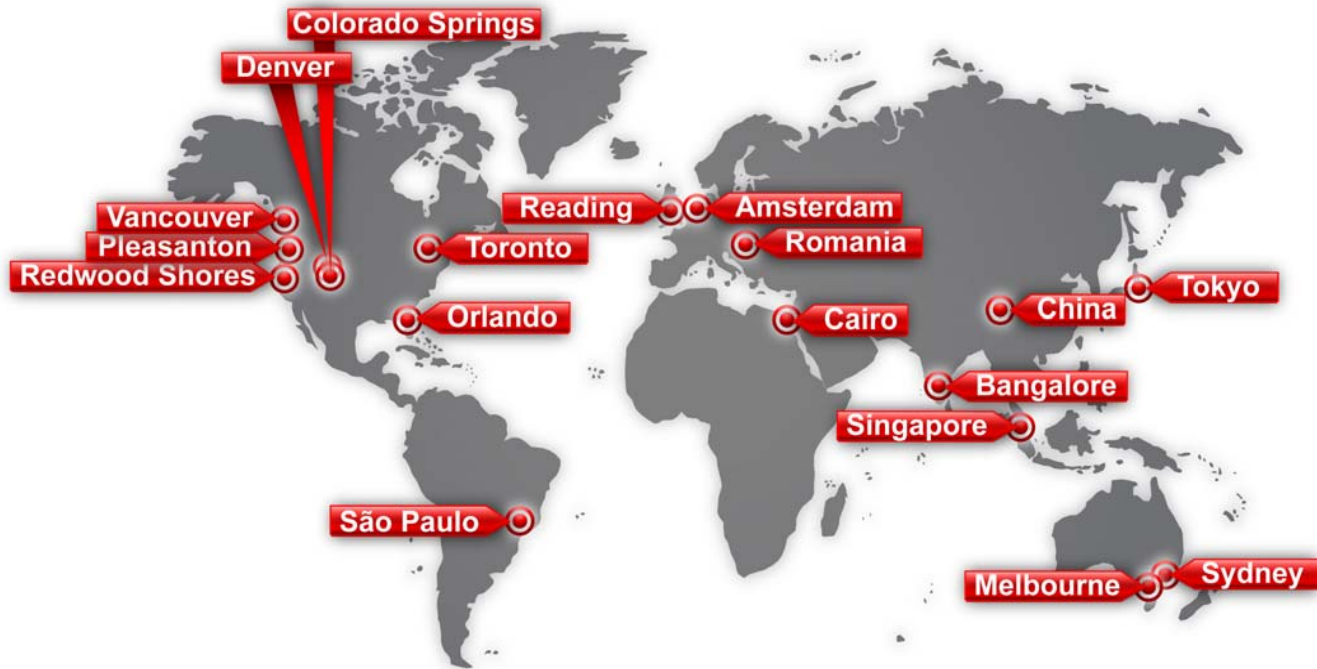 Colorado Springs
Denver
Vancouver
Pleasanton
Redwood Shores
Toronto
Orlando
Reading
Amsterdam
Romania
Cairo
Tokyo
China
Bangalore
Singapore
São Paulo
Melbourne
Sydney